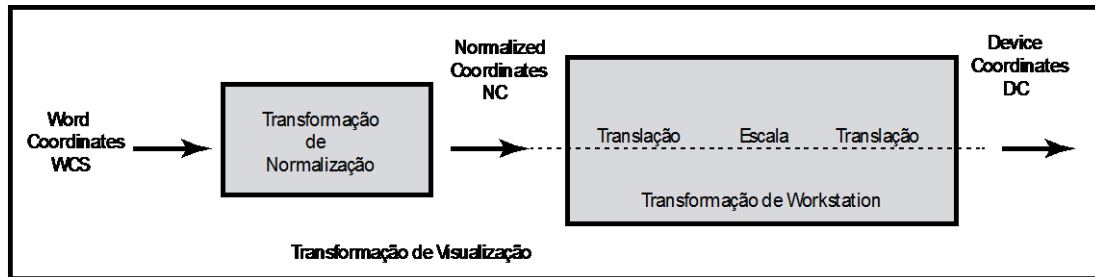 Word
Coordinates
WCS
Transformação
de
Normalização
Normalized
Coordinates
NC
Translação Escala Translação
Transformação de Workstation
Device
Coordinates
DC
Transformação de Visualização